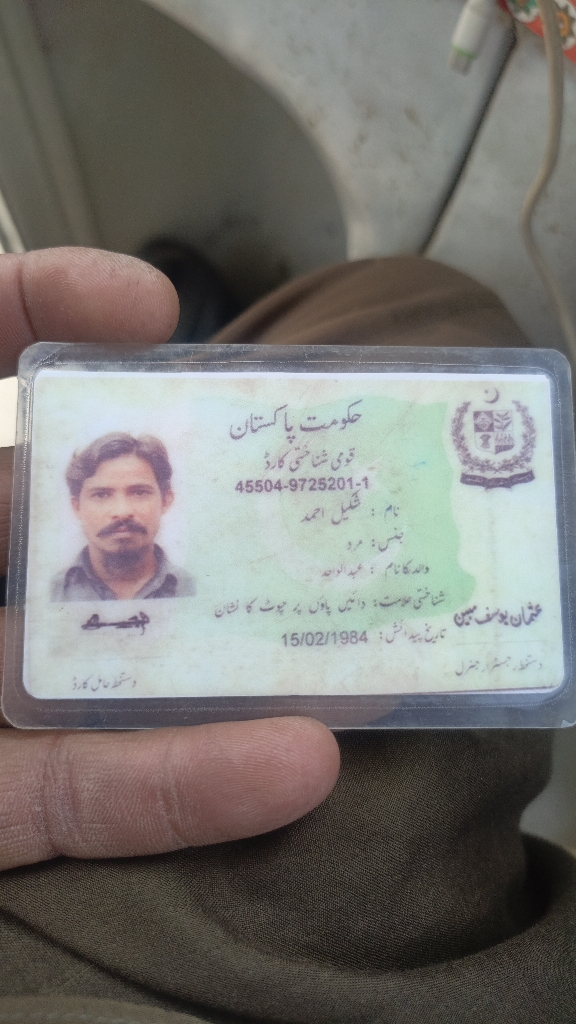 حکومت پاکستان
قومی شناختی کارڈ
45504-9725201-1
نام : شکیل احمد
جنس: مرد
والد کا نام : عبدالوحد
شناختی علامت: دائیں پاؤں پر چوٹ کا نشان
تاریخ پیدائش: 15/02/1984
عثمان یوسف مبین
دستخط رجسٹرار جنرل
دستخط حامل کارڈ